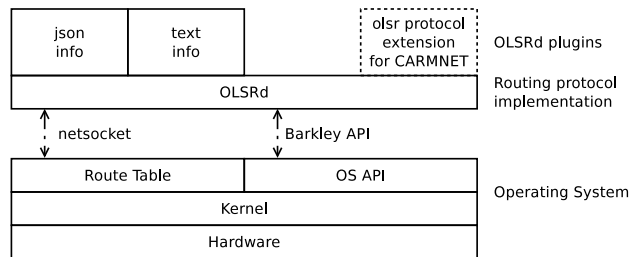 json
info
text
info
olsr protocol
extension
for CARMNET
OLSRd plugins
OLSRd
Routing protocol
implementation
netsocket
Barkley API
Route Table
OS API
Operating System
Kernel
Hardware